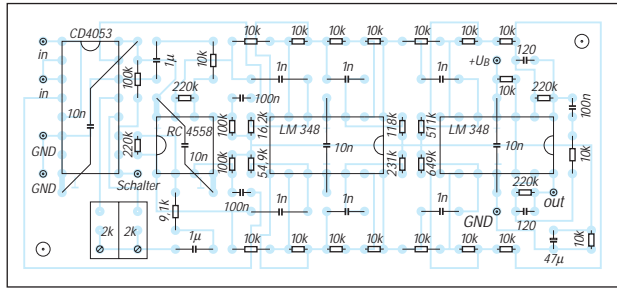 CD4053
in
in
10n
GND
GND
Schalter
100k
220k
2k 2k
1µ
10k
220k
RC 4558
10n
9,1k
1µ
10k 10k 10k 10k 10k 10k 10k
1n 1n 1n
100n
100k 16,2k
100k 54,9k
100n
LM 348
10n
118k 511k
231k 649k
LM 348
10n
1n 1n 1n
10k 10k 10k 10k 10k 10k 10k
+UB
120
10k
220k
100n
10k
220k
out
GND
120
47µ
10k